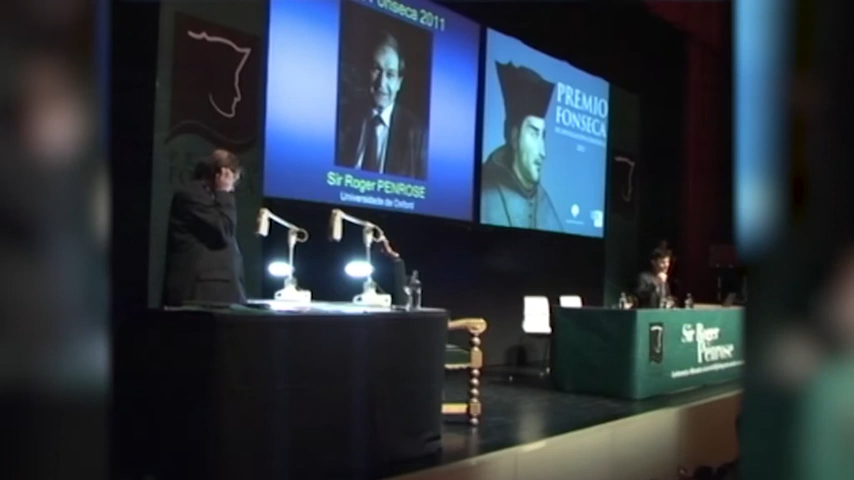 Fonseca 2011
Sir Roger PENROSE
Universidade de Oxford
PREMIO
FONSECA
Sir Roger
Penrose